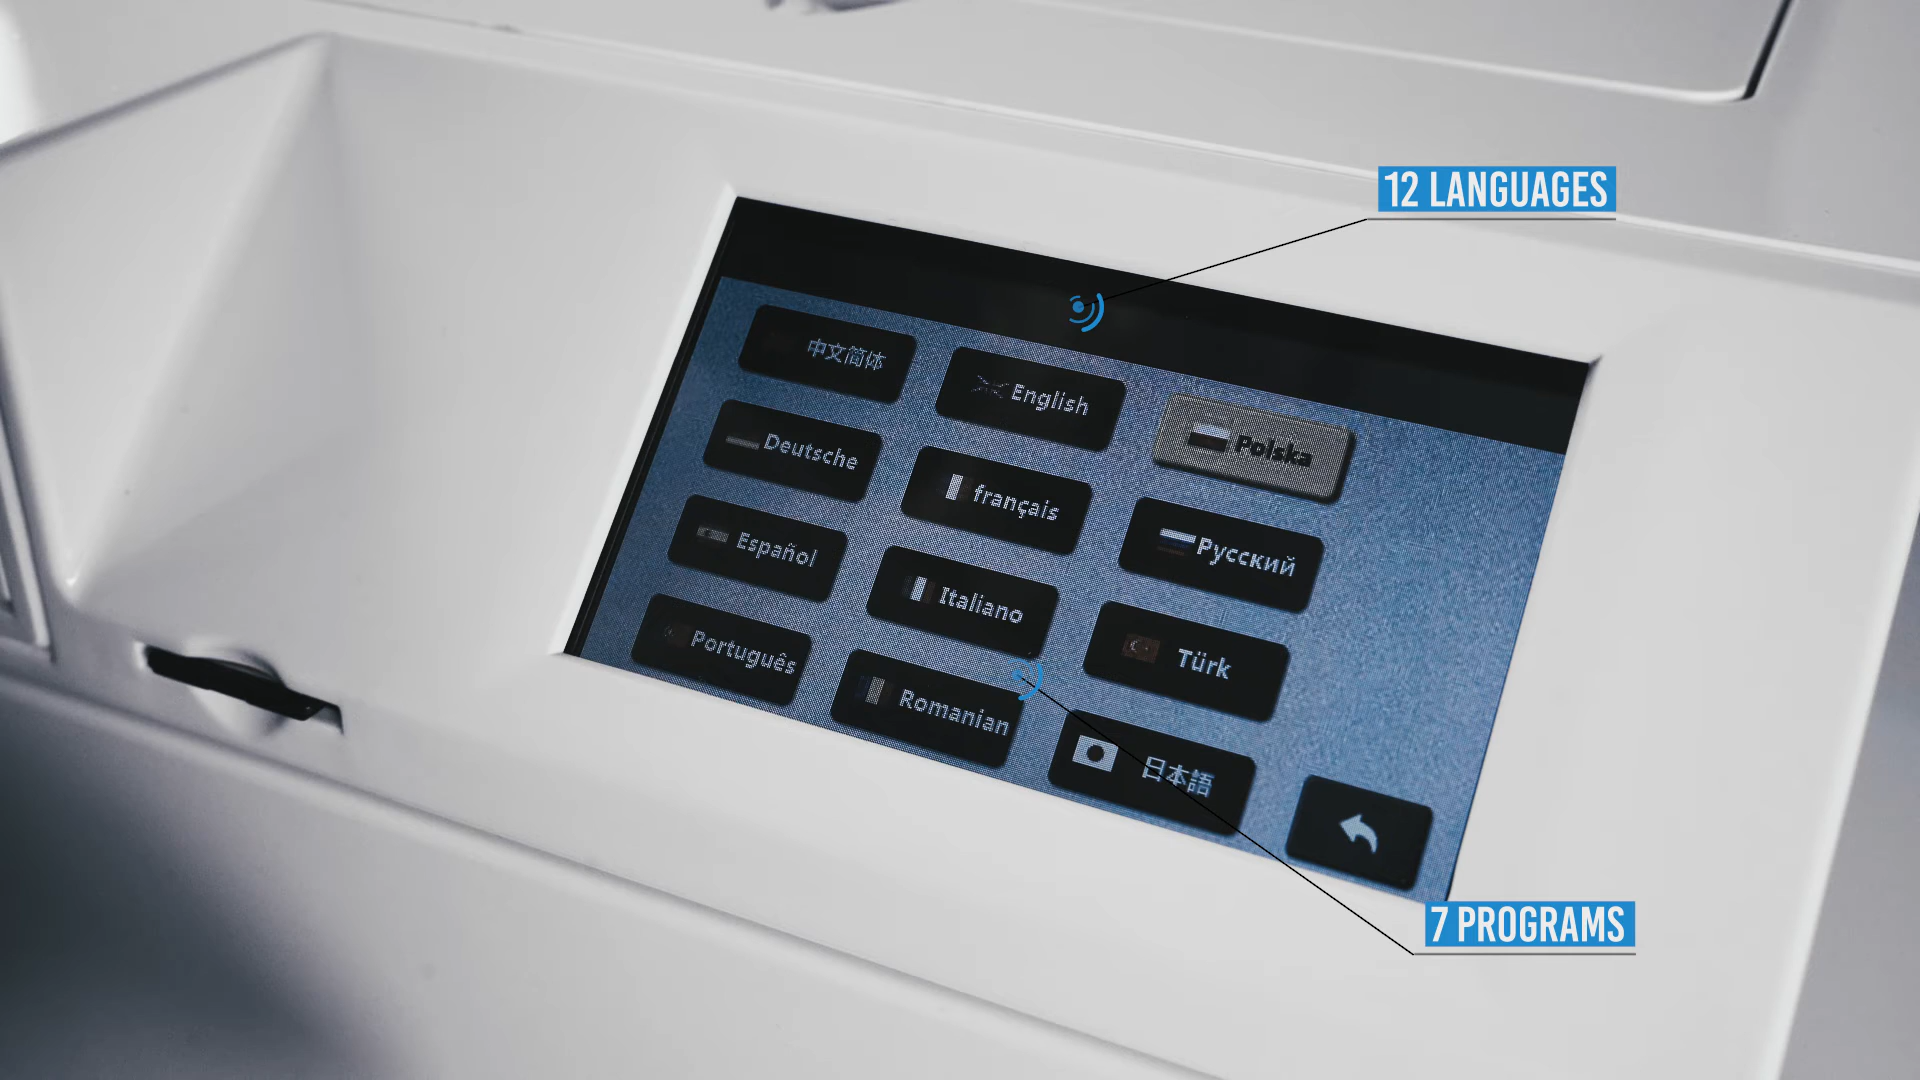 12 LANGUAGES
中文简体
English
Polska
Deutsche
français
Русский
Español
Italiano
Türk
Português
Romanian
日本語
7 PROGRAMS